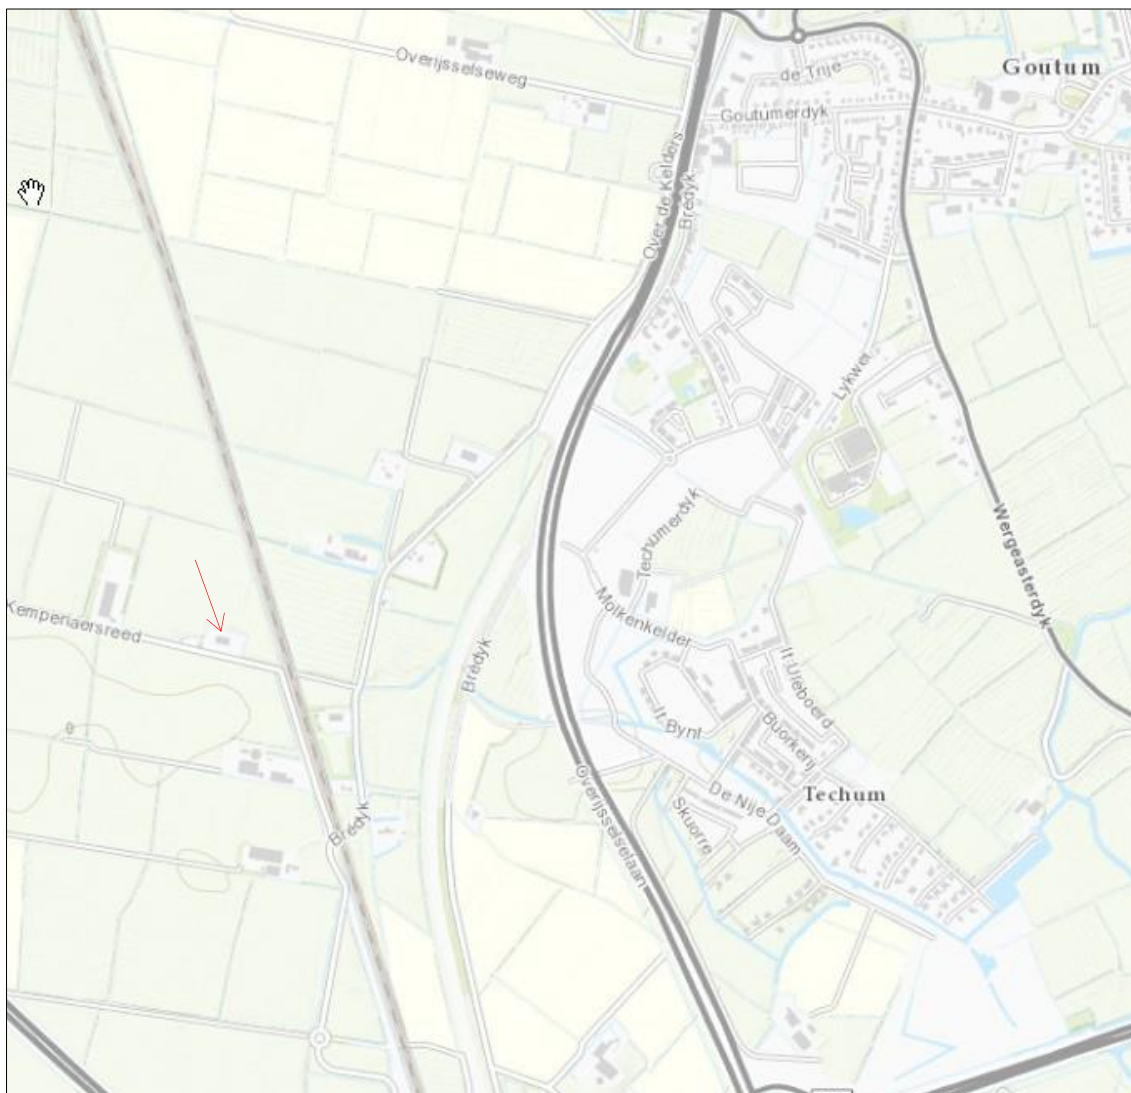 Overijsselseweg
de Trije
Goutum
Goutumerdyk
Over de Kelders
Bredyk
Lykwei
Techumerdyk
Wergeasterdyk
Kemperiaersreed
Molkenkelder
Bredyk
It Uleboerd
It Bynt
Buorkerij
Overijsselselaan
De Nije Daam
Techum
Skuorre
Bredyk